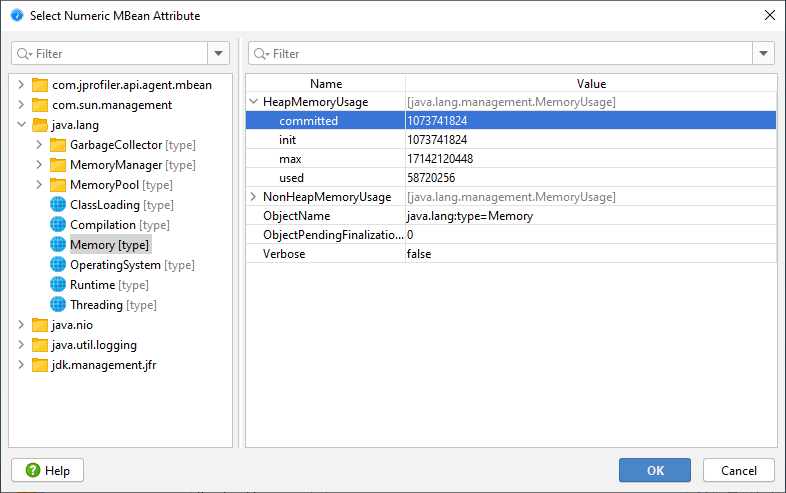 Select Numeric MBean Attribute
Filter
Filter
com.jprofiler.api.agent.mbean
com.sun.management
java.lang
GarbageCollector [type]
MemoryManager [type]
MemoryPool [type]
ClassLoading [type]
Compilation [type]
Memory [type]
OperatingSystem [type]
Runtime [type]
Threading [type]
java.nio
java.util.logging
jdk.management.jfr
Name Value
HeapMemoryUsage [java.lang.management.MemoryUsage]
committed 1073741824
init 1073741824
max 17142120448
used 58720256
NonHeapMemoryUsage [java.lang.management.MemoryUsage]
ObjectName java.lang:type=Memory
ObjectPendingFinalizatio... 0
Verbose false
Help
OK
Cancel